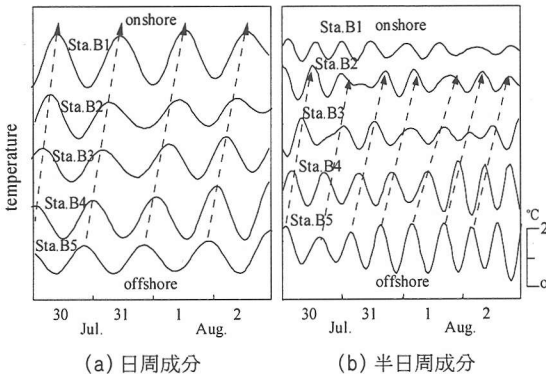 temperature
onshore
Sta.B1
Sta.B2
Sta.B3
Sta.B4
Sta.B5
offshore
30 31 1 2
Jul. Aug.
(a) 日周成分
onshore
Sta.B1
Sta.B2
Sta.B3
Sta.B4
Sta.B5
offshore
℃
2
0
30 31 1 2
Jul. Aug.
(b) 半日周成分